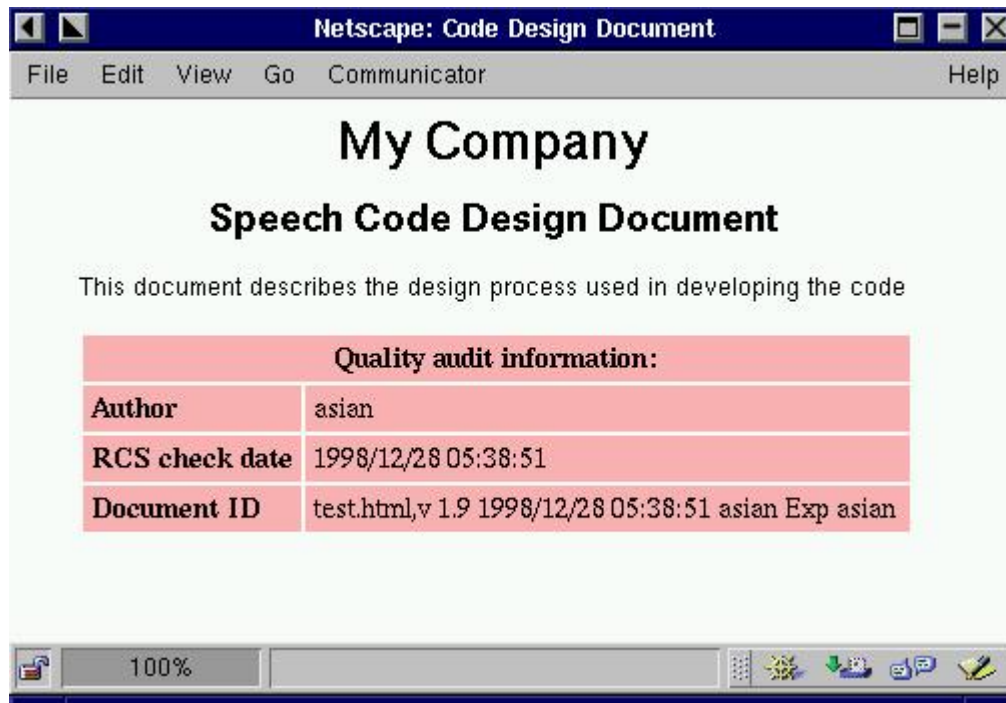 Netscape: Code Design Document
File Edit View Go Communicator Help
My Company
Speech Code Design Document
This document describes the design process used in developing the code
Quality audit information:
Author asian
RCS check date 1998/12/28 05:38:51
Document ID test.html,v 1.9 1998/12/28 05:38:51 asian Exp asian
100%